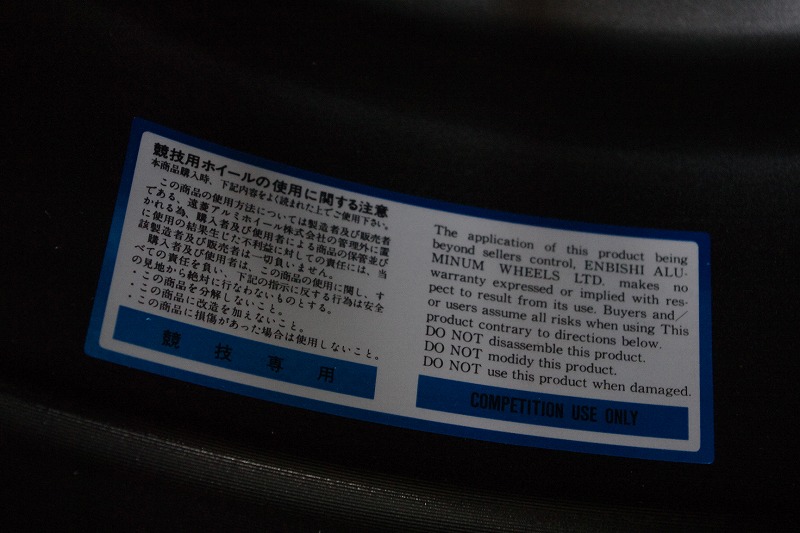 競技用ホイールの使用に関する注意
本商品購入時、下記内容をよく読まれた上でご使用下さい。
この商品の使用方法については製造者及び販売者
である、遠菱アルミホイール株式会社の管理外に置
かれる為、購入者及び使用者による商品の保管並び
に使用の結果生じた不利益に対しての責任には、当
該製造者及び販売者は一切負いません。
購入者及び使用者は、この商品の使用に関し、す
べての責任を負い、下記の指示に反する行為は安全
の見地から絶対に行なわないものとする。
・この商品を分解しないこと。
・この商品に改造を加えないこと。
・この商品に損傷があった場合は使用しないこと。
競技専用
The application of this product being
beyond sellers control, ENBISHI ALU-
MINUM WHEELS LTD. makes no
warranty expressed or implied with res-
pect to result from its use. Buyers and/
or users assume all risks when using This
product contrary to directions below.
DO NOT disassemble this product.
DO NOT modidy this product.
DO NOT use this product when damaged.
COMPETITION USE ONLY